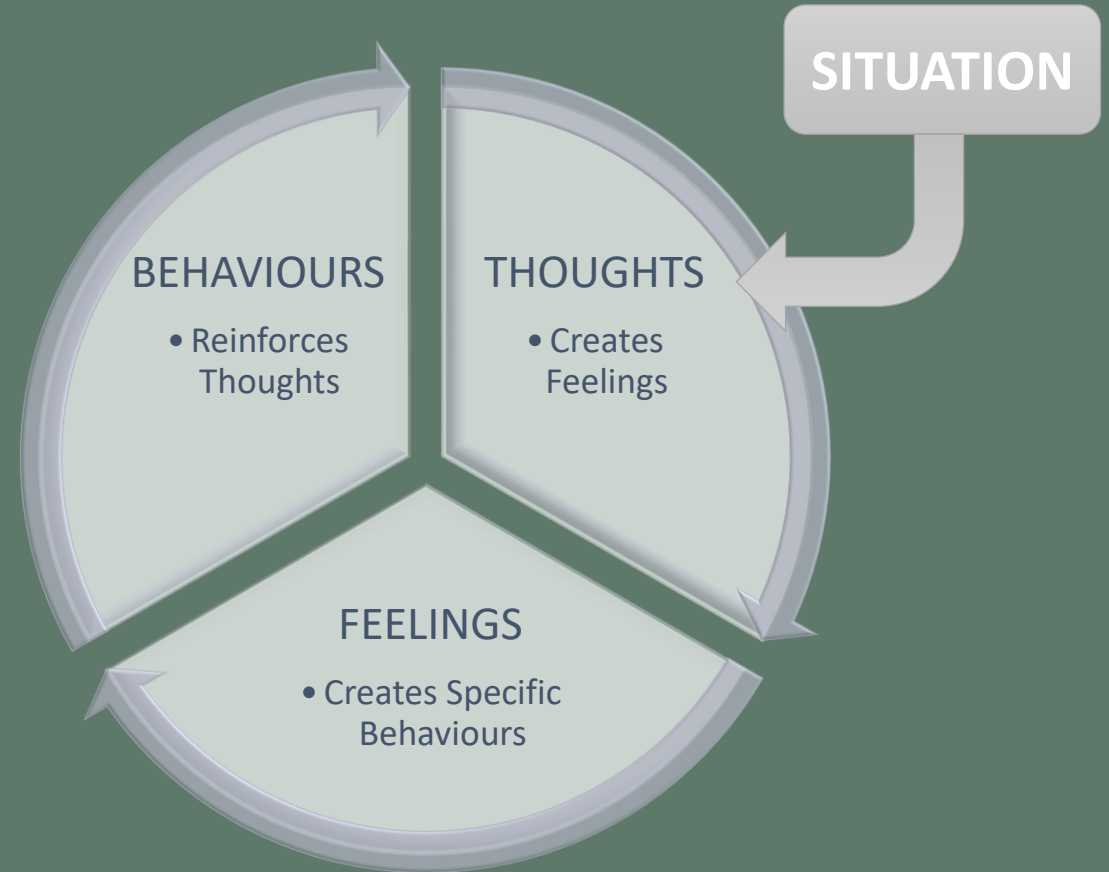 SITUATION
BEHAVIOURS
• Reinforces
Thoughts
THOUGHTS
• Creates
Feelings
FEELINGS
• Creates Specific
Behaviours